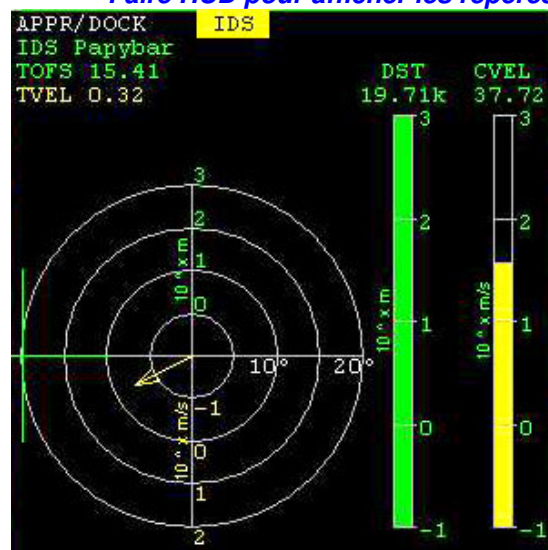 Faire HUD pour afficher les repères
APPR/DOCK IDS
IDS Papybar
TOFS 15.41
TVEL 0.32
DST CVEL
19.71k 37.72
3 3
3
2 2
2
1
10^ x m
0
1 1
10^ x m 10^ x m/s
10° 20°
-1
10^ x m/s
0 0 0
1
2
-1 -1